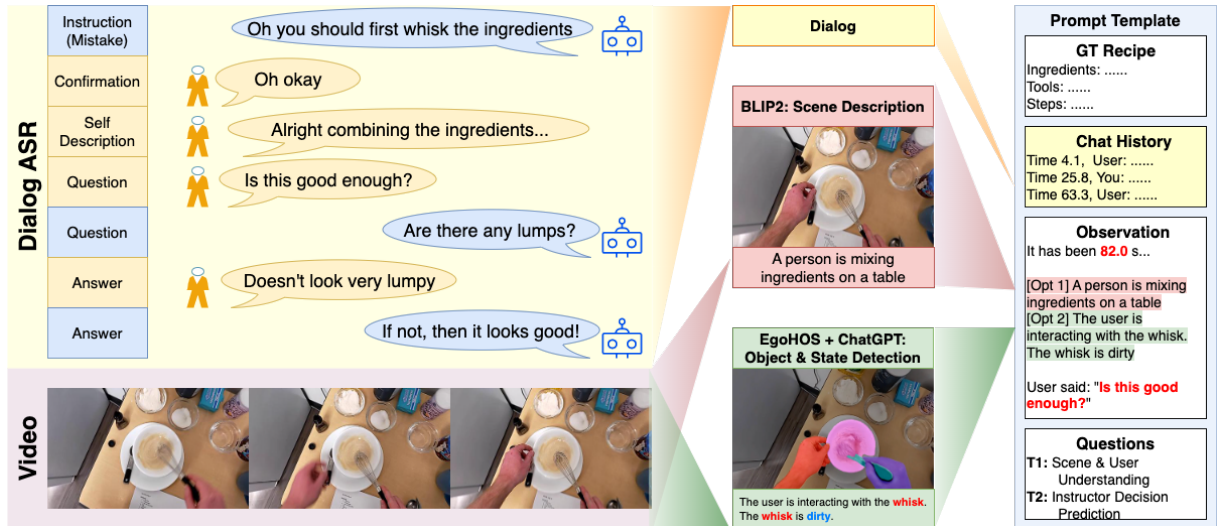 Dialog ASR
Instruction
(Mistake)
Oh you should first whisk the ingredients
Confirmation
Oh okay
Self
Description
Alright combining the ingredients...
Question
Is this good enough?
Question
Are there any lumps?
Answer
Doesn't look very lumpy
Answer
If not, then it looks good!
Video
Dialog
BLIP2: Scene Description
A person is mixing
ingredients on a table
EgoHOS + ChatGPT:
Object & State Detection
The user is interacting with the whisk.
The whisk is dirty.
Prompt Template
GT Recipe
Ingredients: ......
Tools: ......
Steps: ......
Chat History
Time 4.1, User: ......
Time 25.8, You: ......
Time 63.3, User: ......
Observation
It has been 82.0 s...
[Opt 1] A person is mixing
ingredients on a table
[Opt 2] The user is
interacting with the whisk.
The whisk is dirty
User said: "Is this good
enough?"
Questions
T1: Scene & User
Understanding
T2: Instructor Decision
Prediction